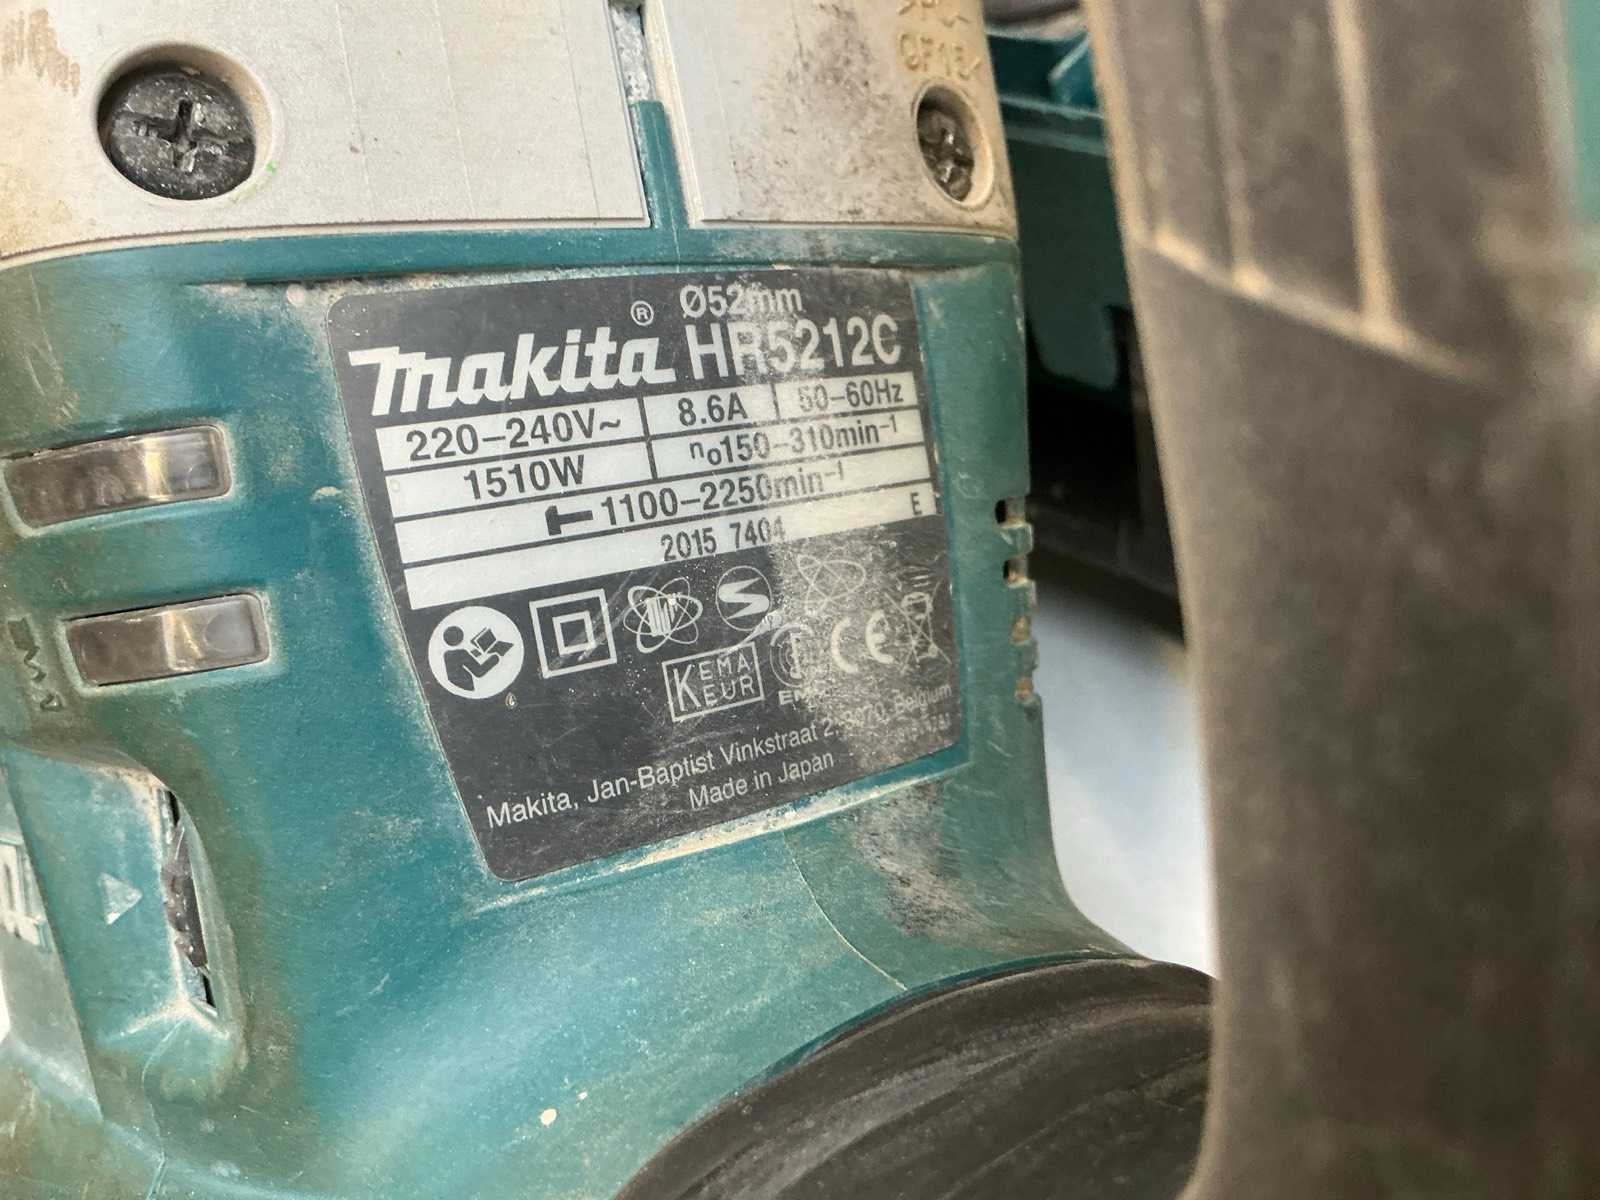 Ø52mm
makita® HR5212C
220–240V~ 8.6A 50–60Hz
1510W no150–310min-1
1100–2250min-1
2015 7404 E
KEMA
KEUR
CE
Makita, Jan-Baptist Vinkstraat 2, Belgium
Made in Japan